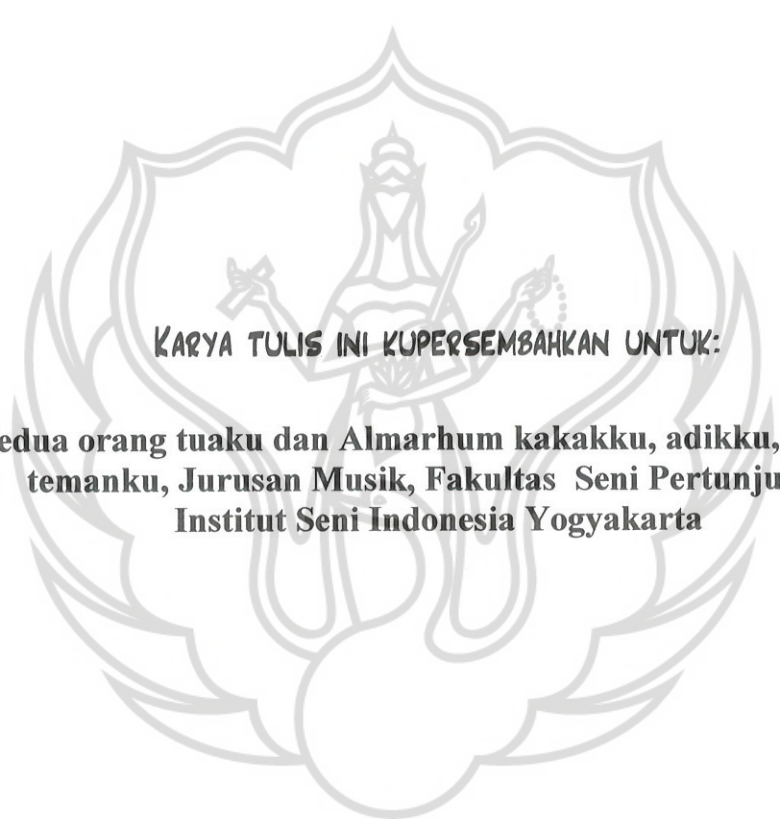 KARYA TULIS INI KUPERSEMBAHKAN UNTUK:
edua orang tuaku dan Almarhum kakakku, adikku,
temanku, Jurusan Musik, Fakultas Seni Pertunju
Institut Seni Indonesia Yogyakarta